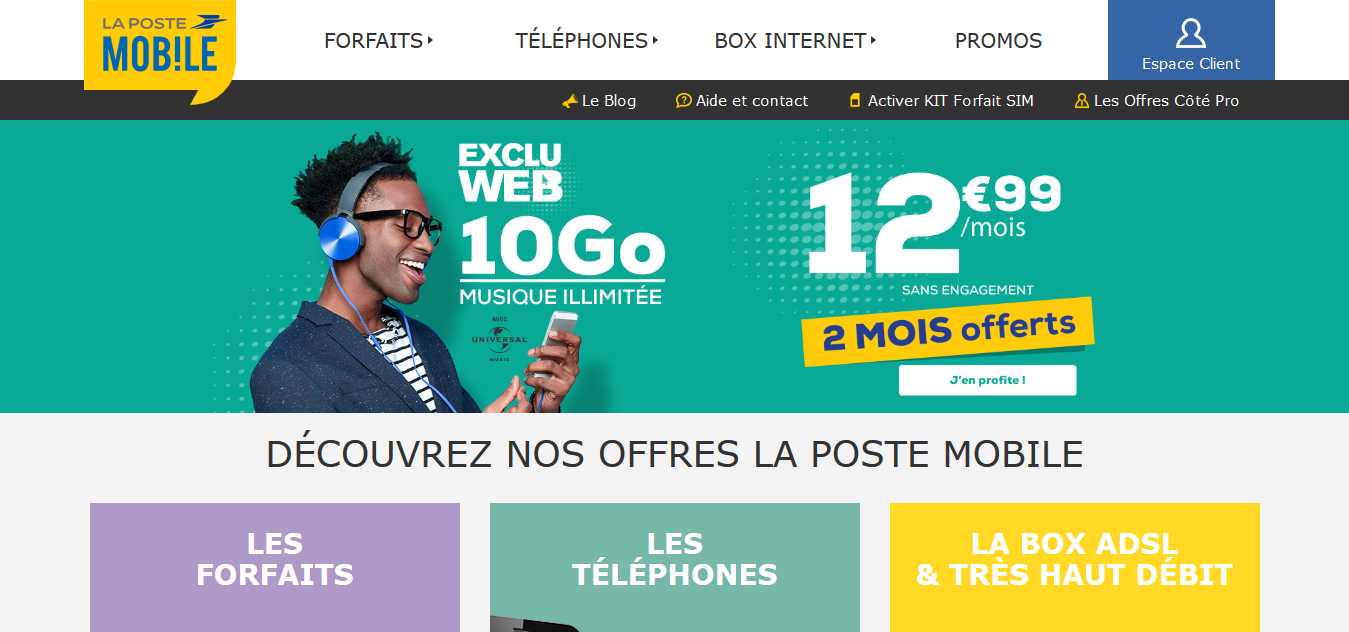 LA POSTE
MOBILE
FORFAITS
TÉLÉPHONES
BOX INTERNET
PROMOS
Espace Client
Le Blog
Aide et contact
Activer KIT Forfait SIM
Les Offres Côté Pro
EXCLU
WEB
10Go
MUSIQUE ILLIMITÉE
AVEC
UNIVERSAL
MUSIC
12€99
/mois
SANS ENGAGEMENT
2 MOIS offerts
J'en profite !
DÉCOUVREZ NOS OFFRES LA POSTE MOBILE
LES
FORFAITS
LES
TÉLÉPHONES
LA BOX ADSL
& TRÈS HAUT DÉBIT